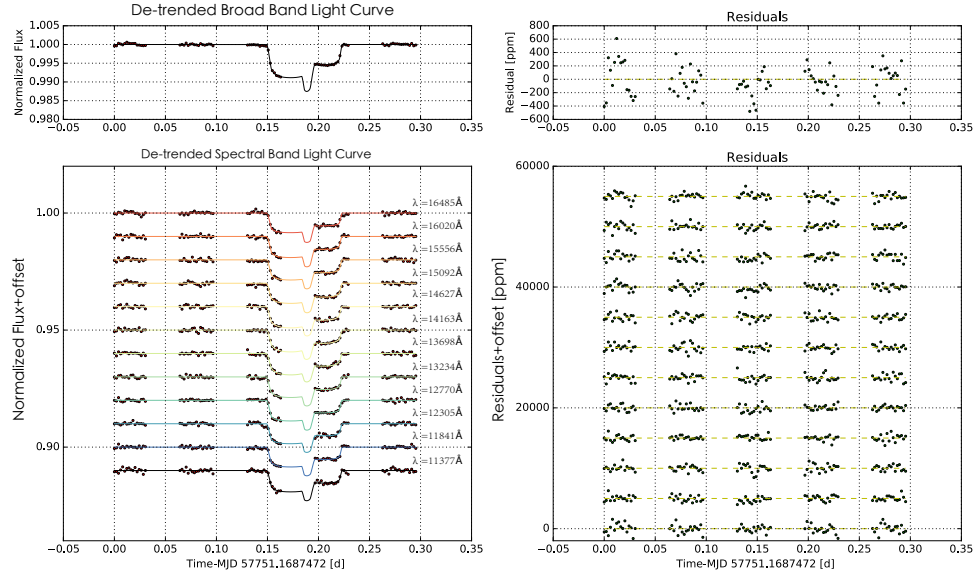 De-trended Broad Band Light Curve
Normalized Flux
1.005
1.000
0.995
0.990
0.985
0.980
−0.05 0.00 0.05 0.10 0.15 0.20 0.25 0.30 0.35
Residuals
Residual [ppm]
800
600
400
200
0
−200
−400
−600
−0.05 0.00 0.05 0.10 0.15 0.20 0.25 0.30 0.35
De-trended Spectral Band Light Curve
Normalized Flux+offset
1.00
0.95
0.90
λ=16485Å
λ=16020Å
λ=15556Å
λ=15092Å
λ=14627Å
λ=14163Å
λ=13698Å
λ=13234Å
λ=12770Å
λ=12305Å
λ=11841Å
λ=11377Å
−0.05 0.00 0.05 0.10 0.15 0.20 0.25 0.30 0.35
Time-MJD 57751.1687472 [d]
Residuals
Residuals+offset [ppm]
60000
40000
20000
0
−0.05 0.00 0.05 0.10 0.15 0.20 0.25 0.30 0.35
Time-MJD 57751.1687472 [d]